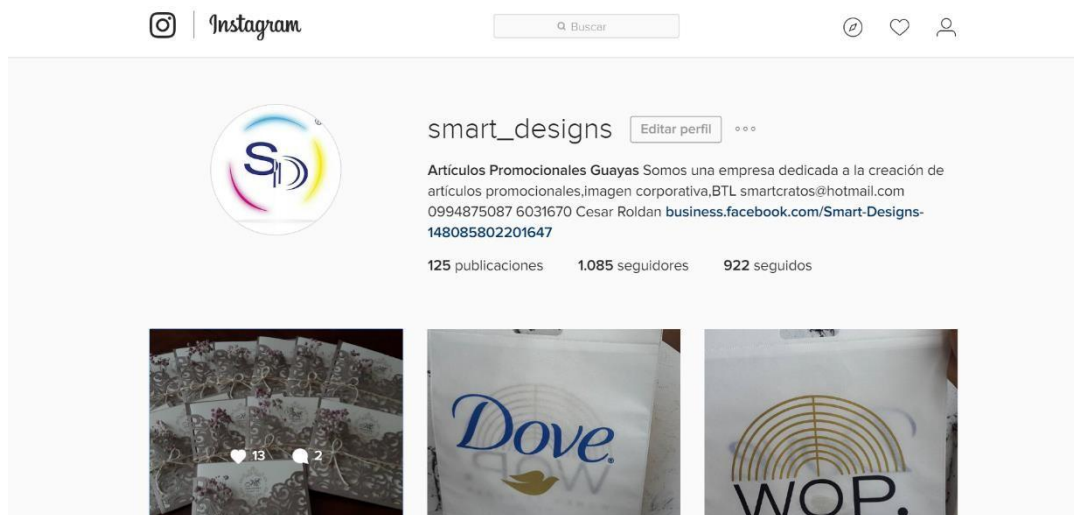 Instagram
Buscar
SD
smart_designs Editar perfil
Artículos Promocionales Guayas Somos una empresa dedicada a la creación de
artículos promocionales,imagen corporativa,BTL smartcratos@hotmail.com
0994875087 6031670 Cesar Roldan business.facebook.com/Smart-Designs-
148085802201647
125 publicaciones 1.085 seguidores 922 seguidos
13 2
Dove
WOP.